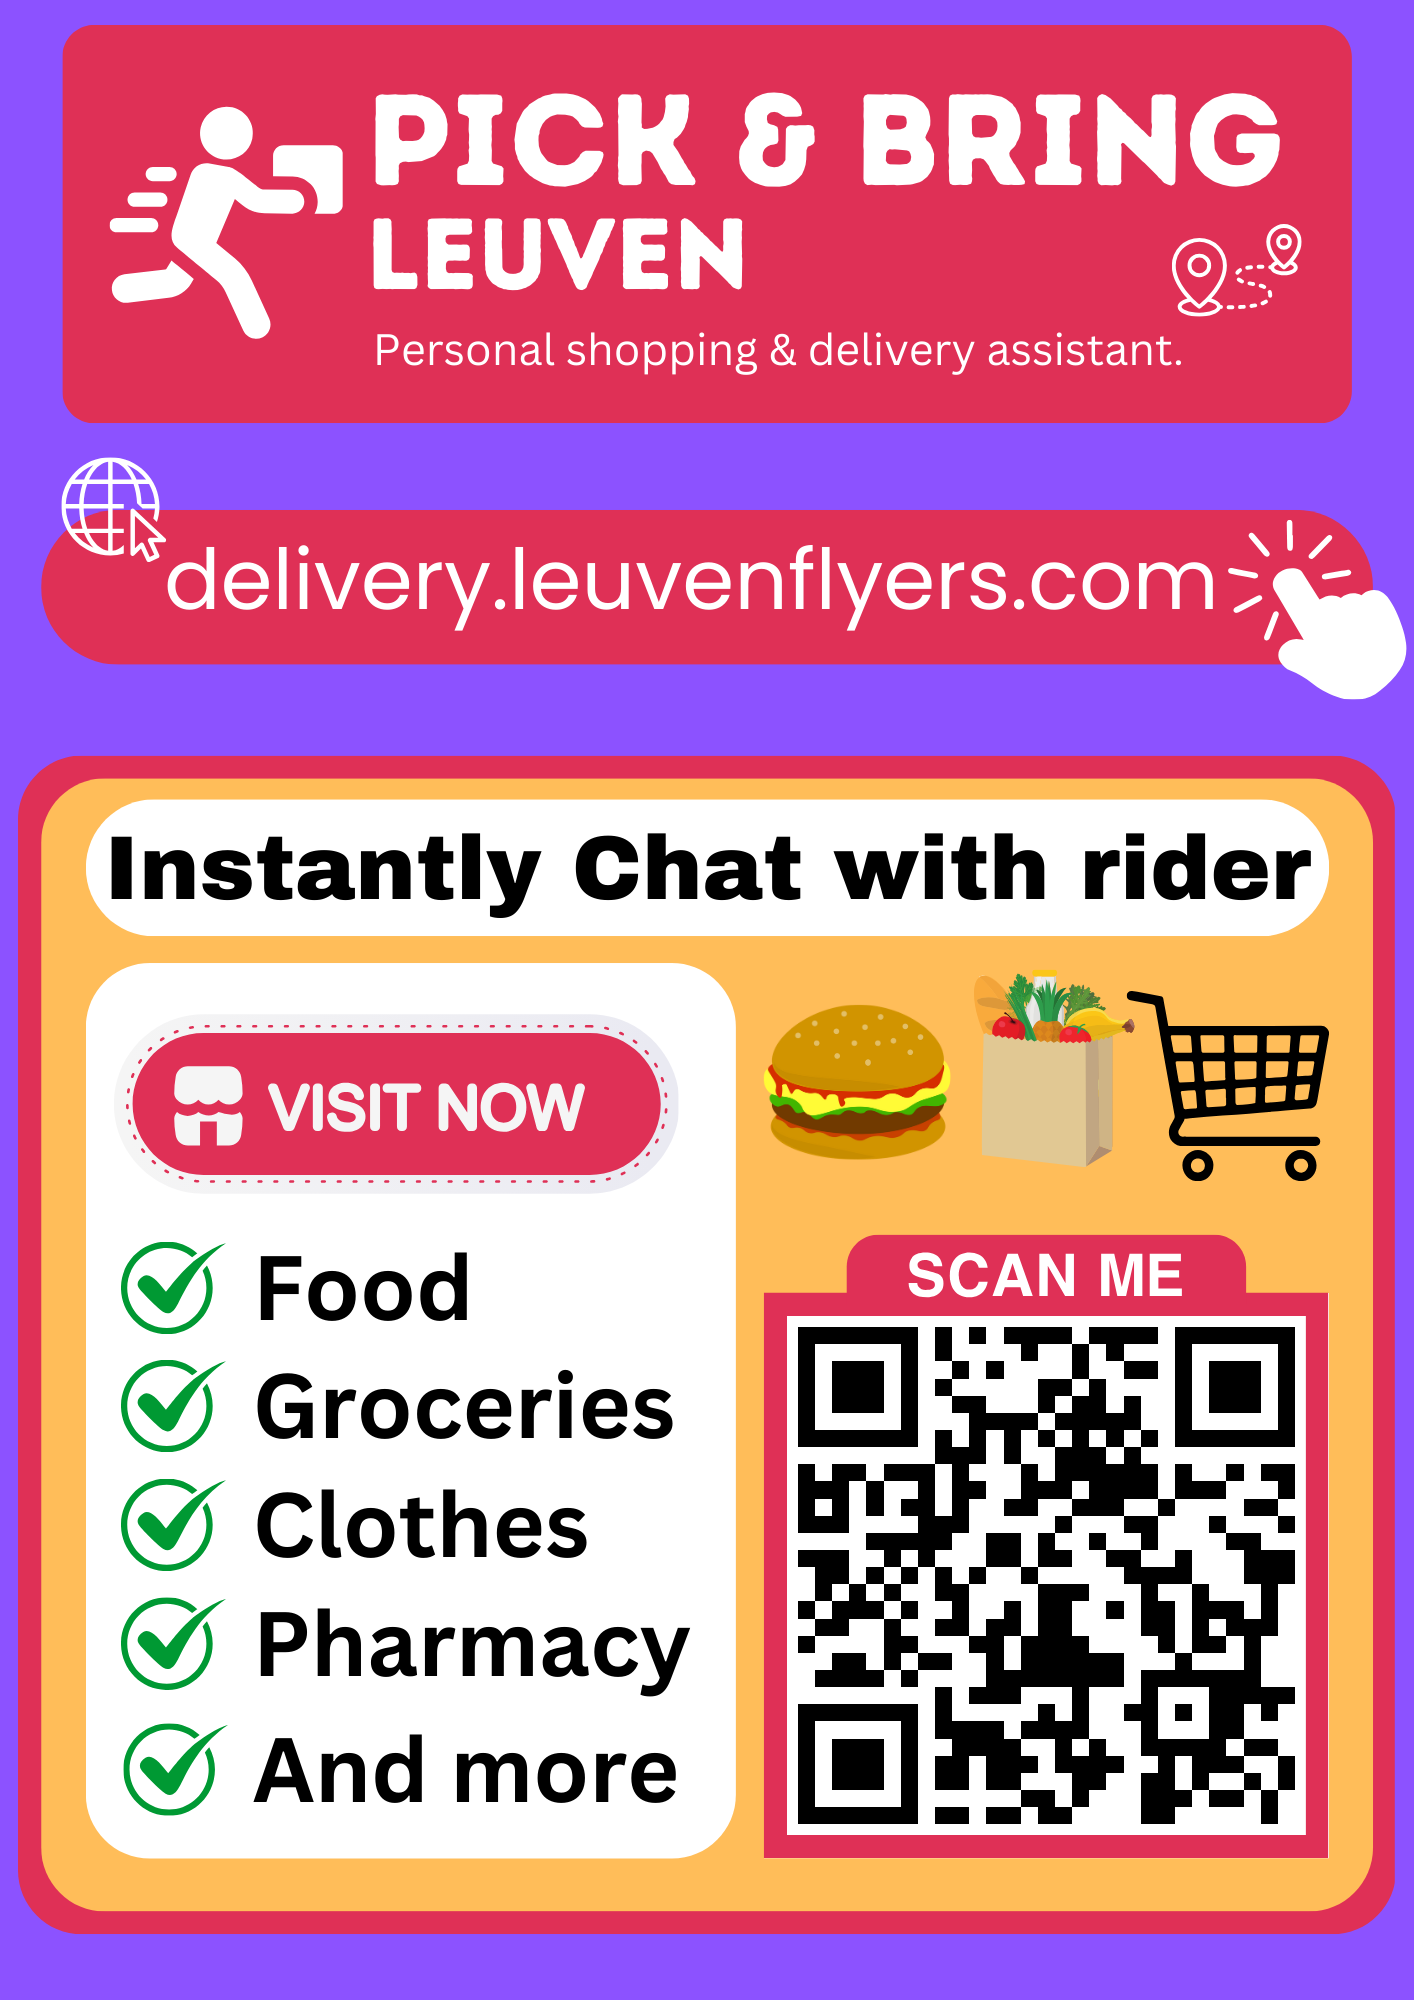 PICK & BRING
LEUVEN
Personal shopping & delivery assistant.
delivery.leuvenflyers.com
Instantly Chat with rider
VISIT NOW
Food
Groceries
Clothes
Pharmacy
And more
SCAN ME